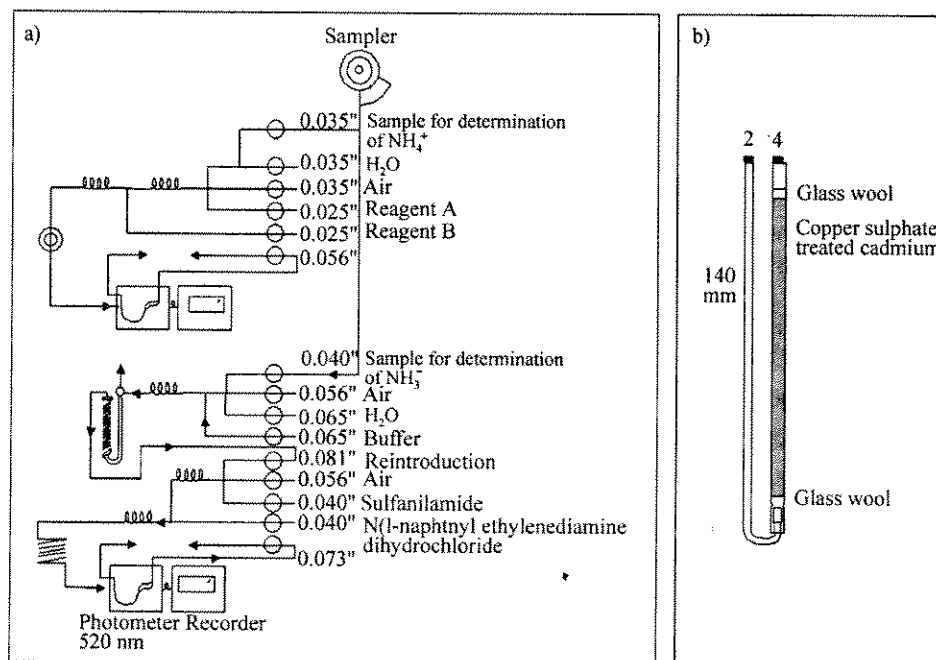 a)
Sampler
0.035" Sample for determination
of NH₄⁺
0.035" H₂O
0.035" Air
0.025" Reagent A
0.025" Reagent B
0.056"
0.040" Sample for determination
of NH₃⁻
0.056" Air
0.065" H₂O
0.065" Buffer
0.081" Reintroduction
0.056" Air
0.040" Sulfanilamide
0.040" N(l-naphtnyl ethylenediamine
dihydrochloride
0.073"
Photometer Recorder
520 nm
b)
2 4
Glass wool
Copper sulphate
treated cadmium
140
mm
Glass wool